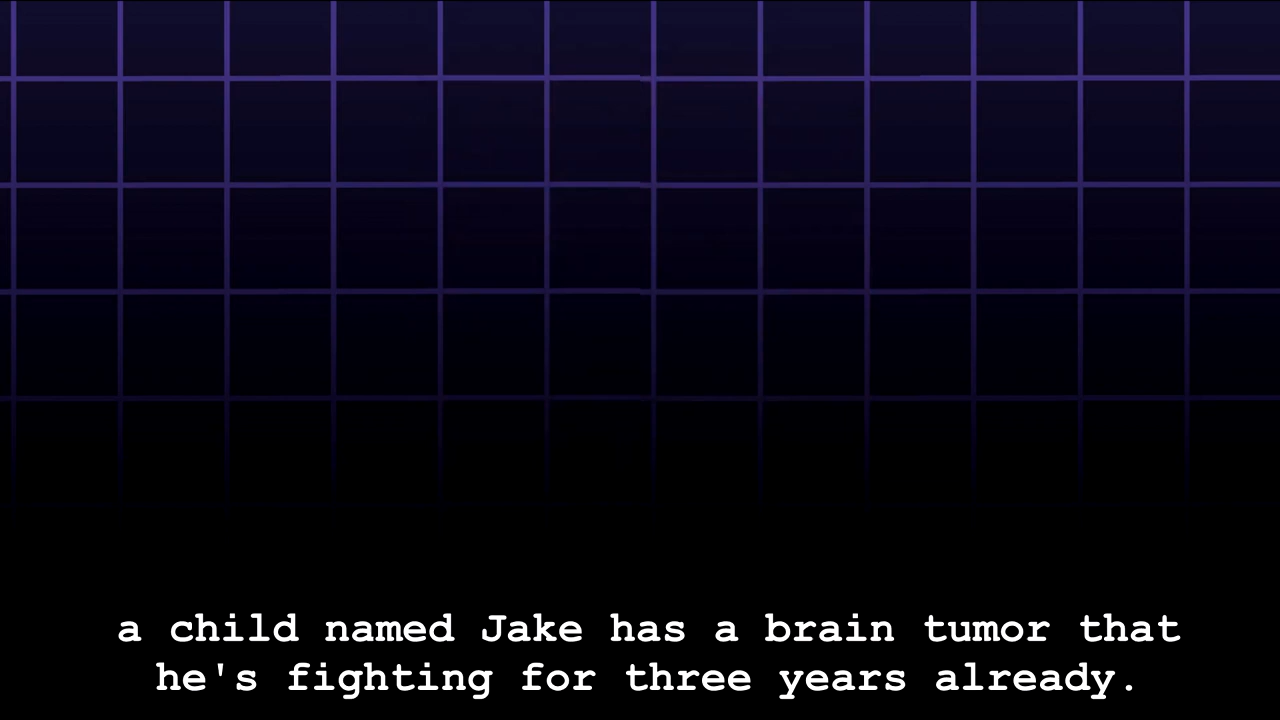 a child named Jake has a brain tumor that
he's fighting for three years already.